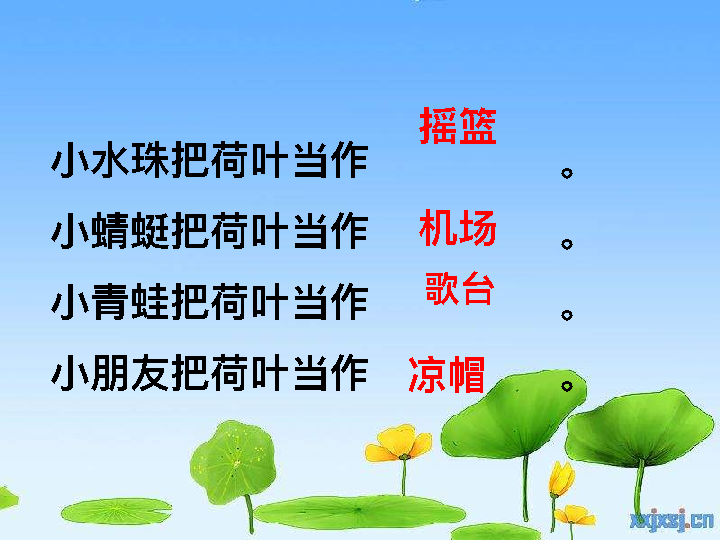 小水珠把荷叶当作 摇篮 。
小蜻蜓把荷叶当作 机场 。
小青蛙把荷叶当作 歌台 。
小朋友把荷叶当作 凉帽 。
xxjxsj.cn